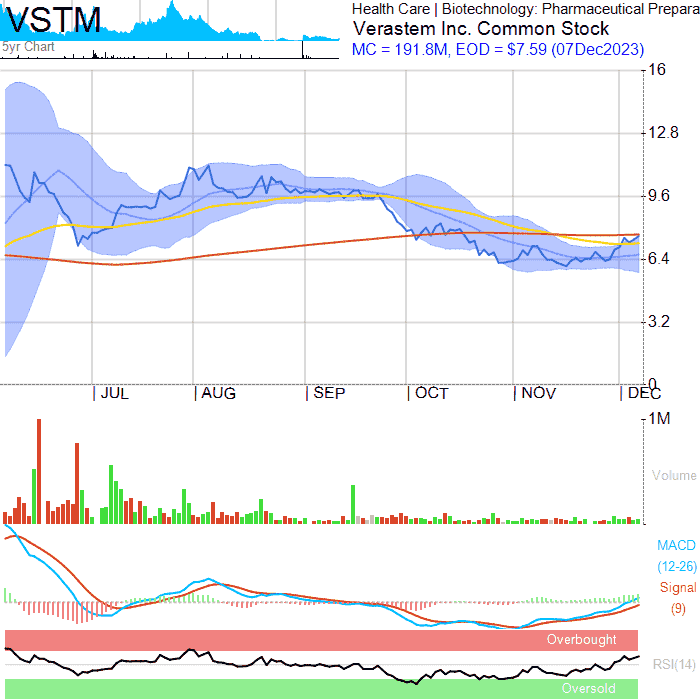 VSTM
5yr Chart
Health Care | Biotechnology: Pharmaceutical Prepara
Verastem Inc. Common Stock
MC = 191.8M, EOD = $7.59 (07Dec2023)
16
12.8
9.6
6.4
3.2
0
JUL
AUG
SEP
OCT
NOV
DEC
1M
Volume
MACD
(12-26)
Signal
(9)
Overbought
RSI(14)
Oversold